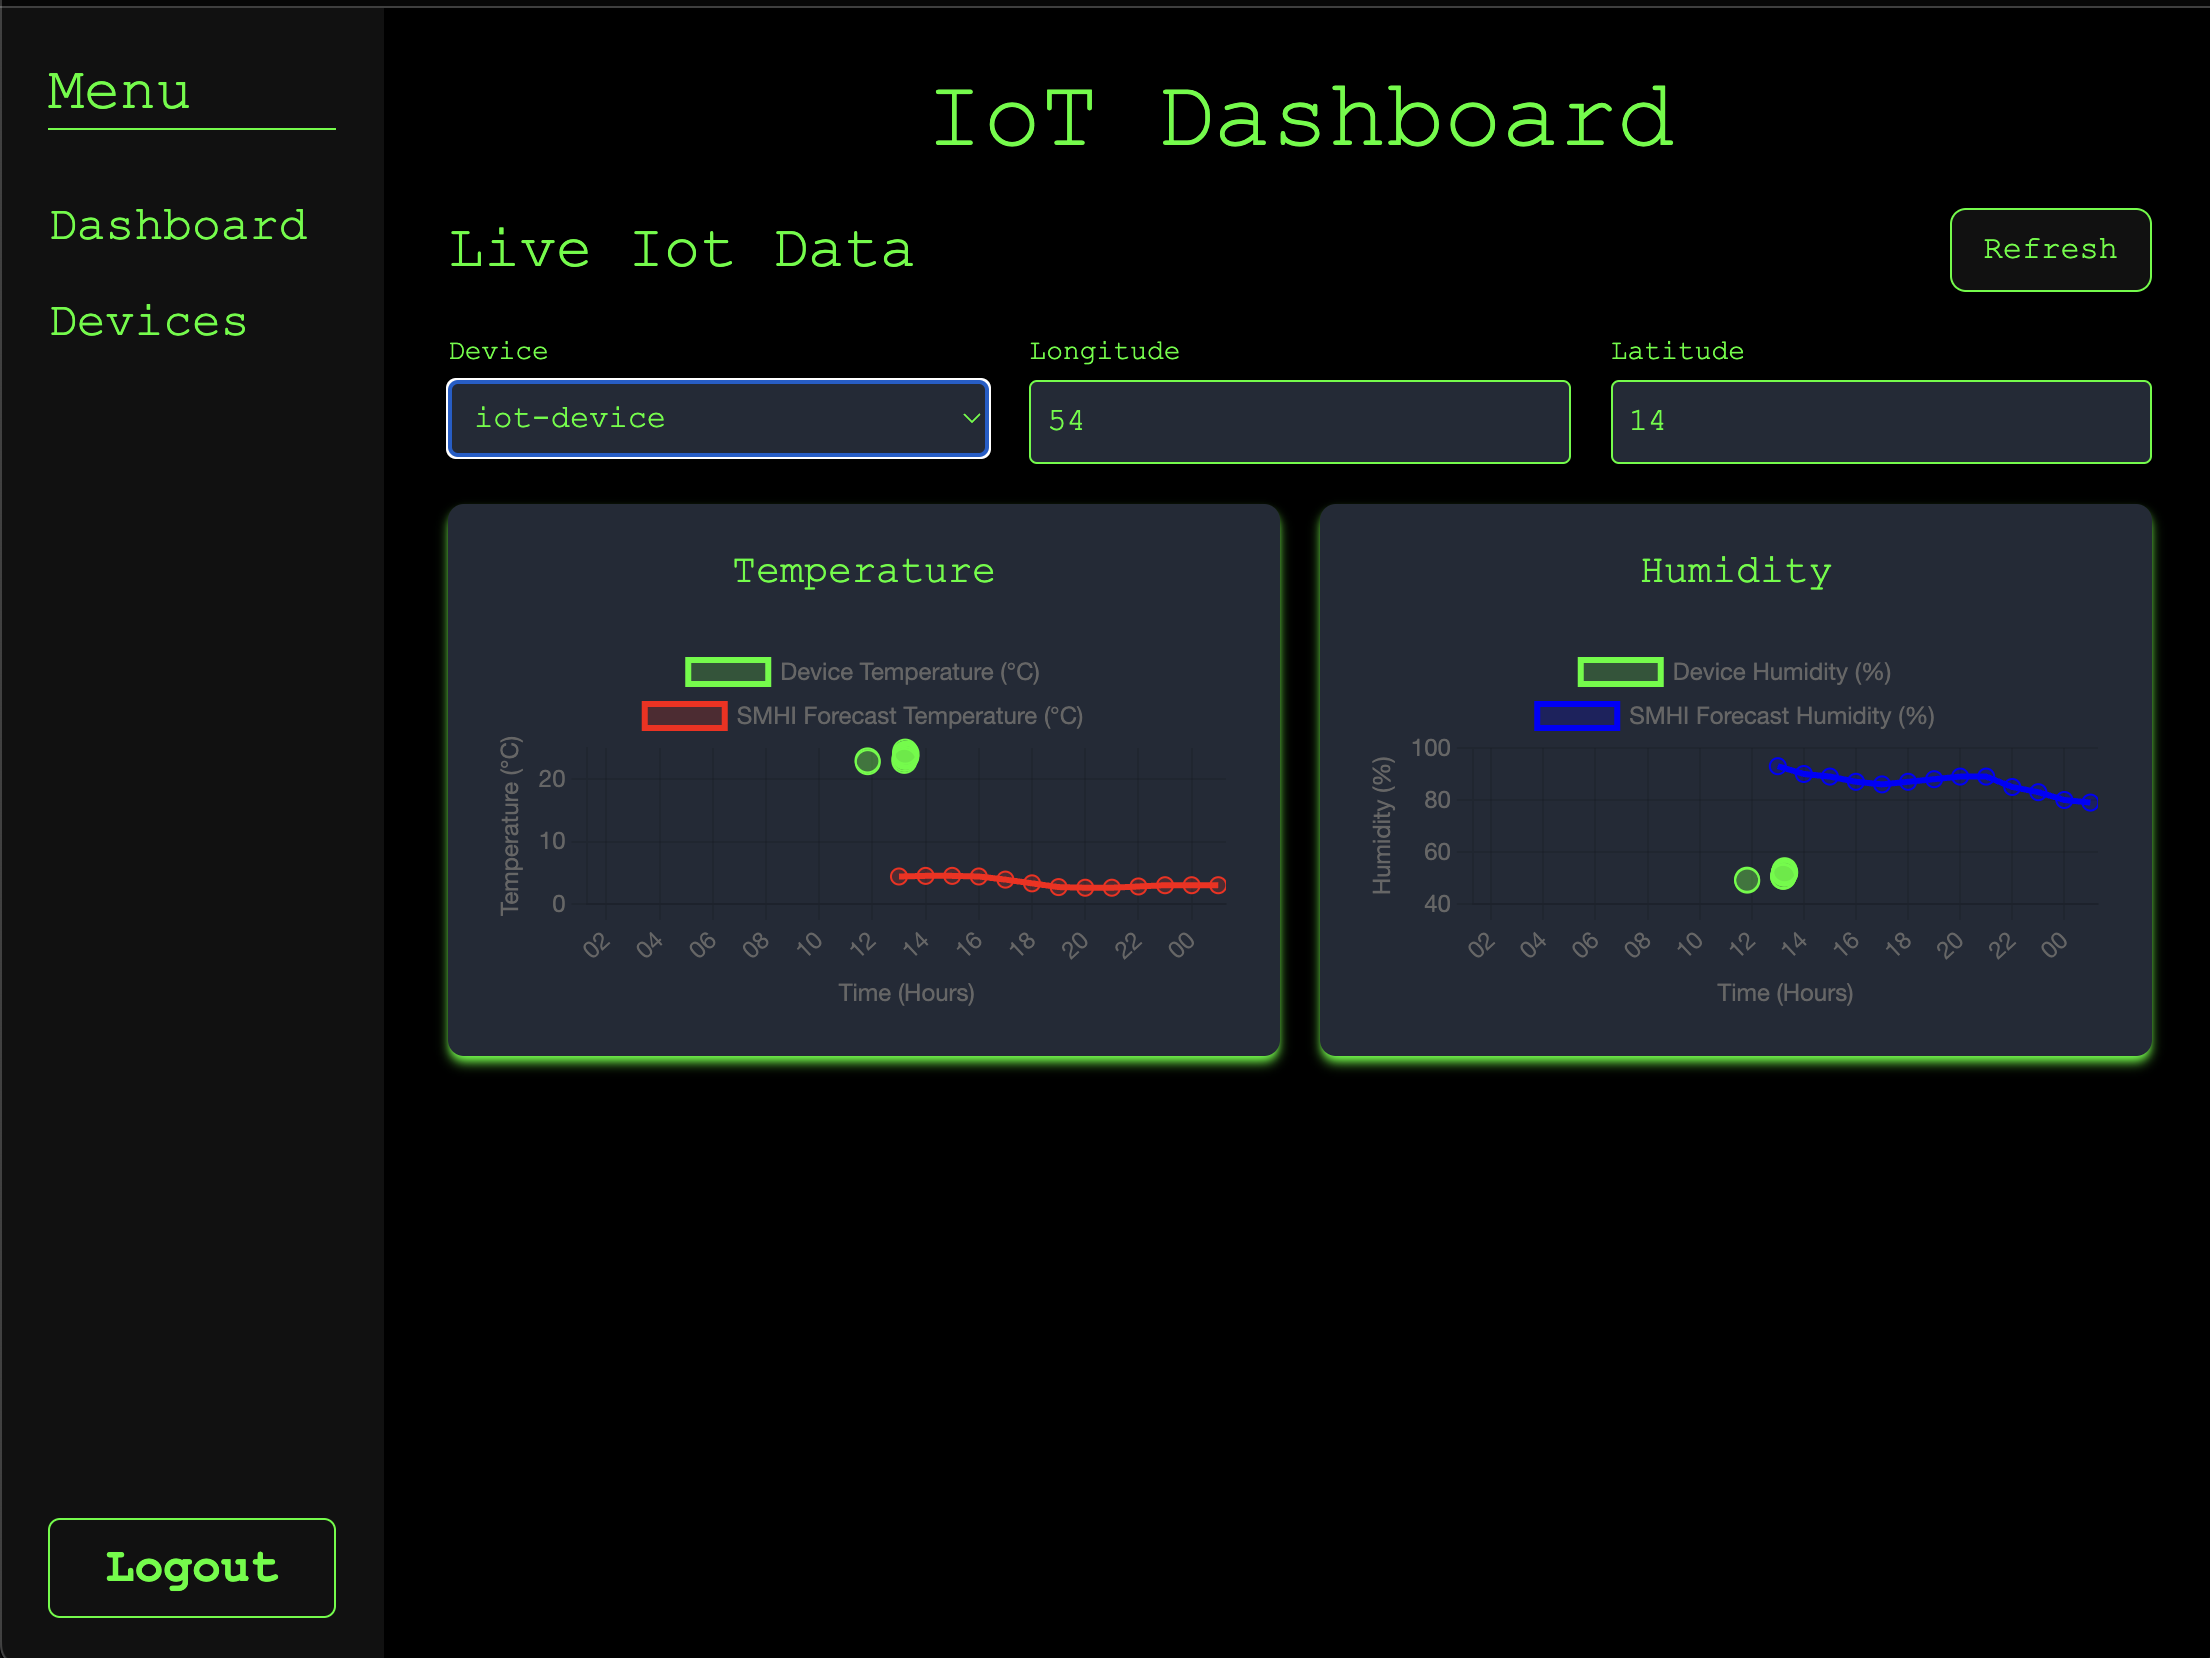 Menu
Dashboard
Devices
Logout
IoT Dashboard
Live Iot Data
Refresh
Device
Longitude
Latitude
iot-device
54
14
Temperature
Device Temperature (°C)
SMHI Forecast Temperature (°C)
Temperature (°C)
20
10
0
02 04 06 08 10 12 14 16 18 20 22 00
Time (Hours)
Humidity
Device Humidity (%)
SMHI Forecast Humidity (%)
Humidity (%)
100
80
60
40
02 04 06 08 10 12 14 16 18 20 22 00
Time (Hours)